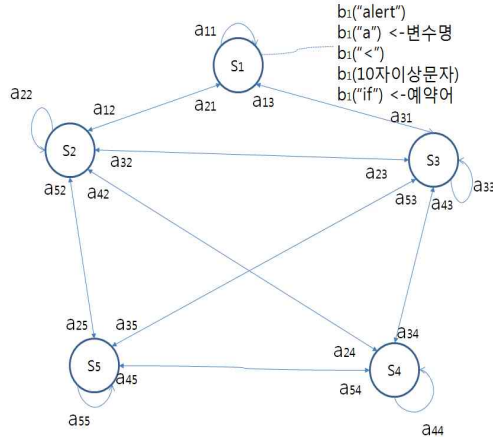 b1("alert")
b1("a") <-변수명
b1("<")
b1(10자이상문자)
b1("if") <-예약어
a11
S1
a12
a21
a13
a31
a22
S2
a32
a52
a42
S3
a23
a33
a53
a43
a25
a35
S5
a45
a55
a24
a34
S4
a54
a44